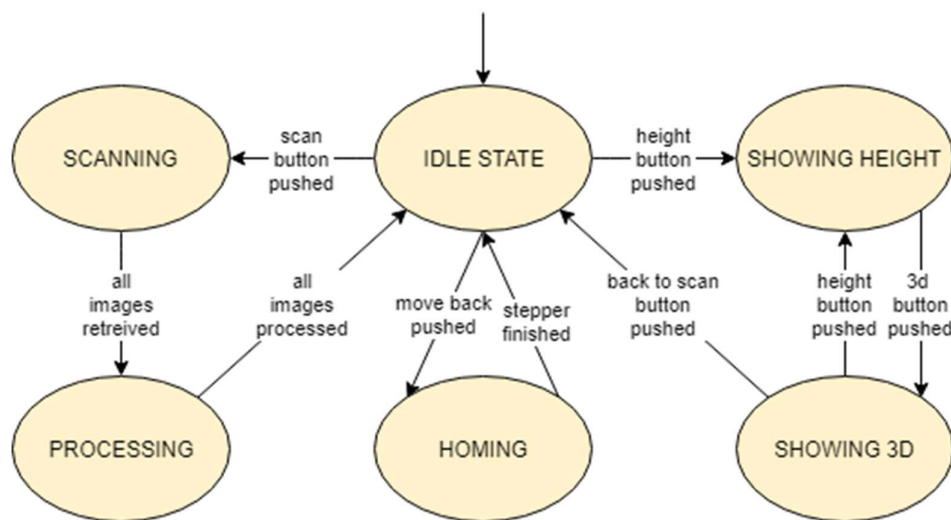 SCANNING
scan
button
pushed
IDLE STATE
height
button
pushed
SHOWING HEIGHT
all
images
retreived
all
images
processed
move back
pushed
stepper
finished
back to scan
button
pushed
height
button
pushed
3d
button
pushed
PROCESSING
HOMING
SHOWING 3D